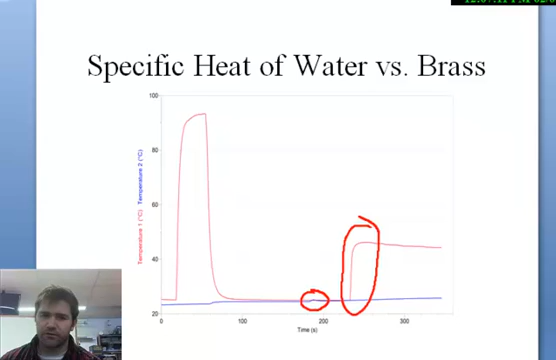 Specific Heat of Water vs. Brass
100
80
60
40
20
Temperature 1 (°C)
Temperature 2 (°C)
0
100
200
300
Time (s)